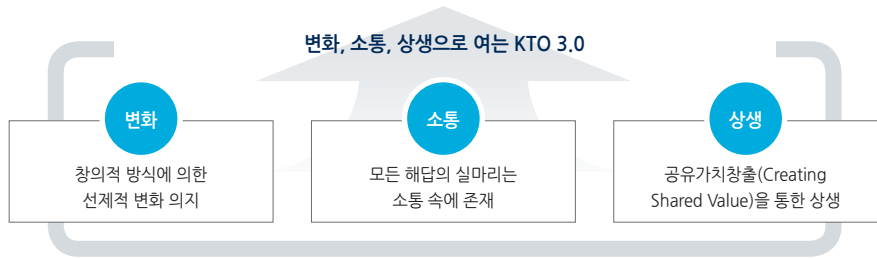 변화, 소통, 상생으로 여는 KTO 3.0
변화
창의적 방식에 의한
선제적 변화 의지
소통
모든 해답의 실마리는
소통 속에 존재
상생
공유가치창출(Creating
Shared Value)을 통한 상생